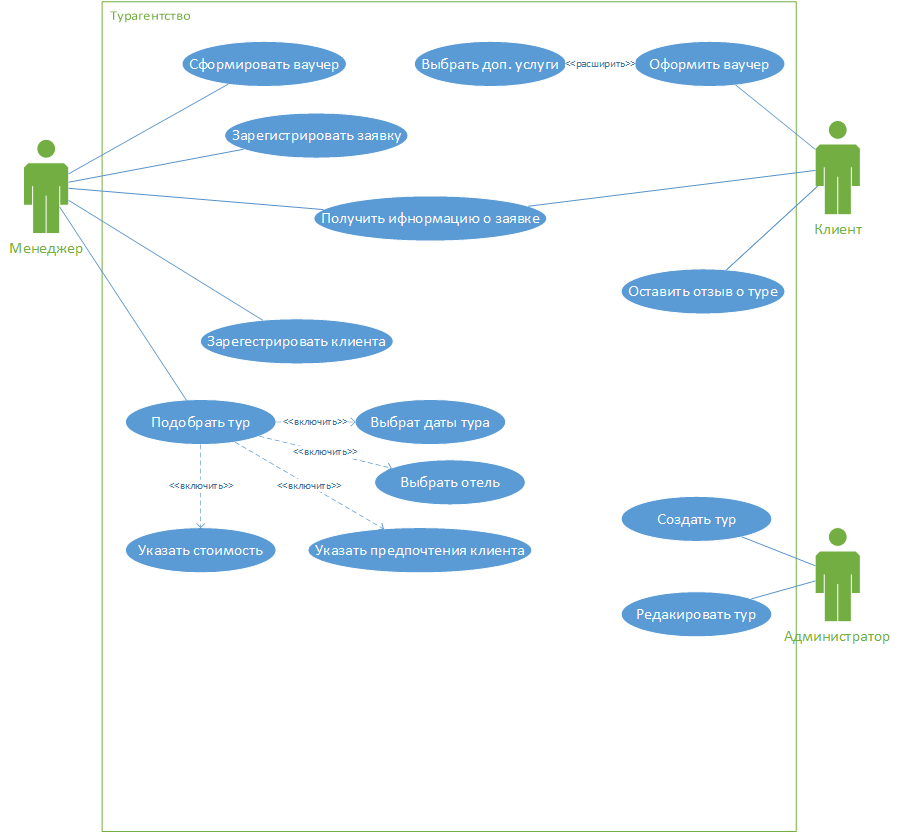 Турагентство
Сформировать ваучер
Выбрать доп. услуги
<<расширить>>
Оформить ваучер
Зарегистрировать заявку
Менеджер
Получить ифнормацию о заявке
Клиент
Оставить отзыв о туре
Зарегестрировать клиента
Подобрать тур
<<включить>>
Выбрат даты тура
<<включить>>
Выбрать отель
<<включить>>
<<включить>>
Создать тур
Указать стоимость
Указать предпочтения клиента
Редакировать тур
Администратор